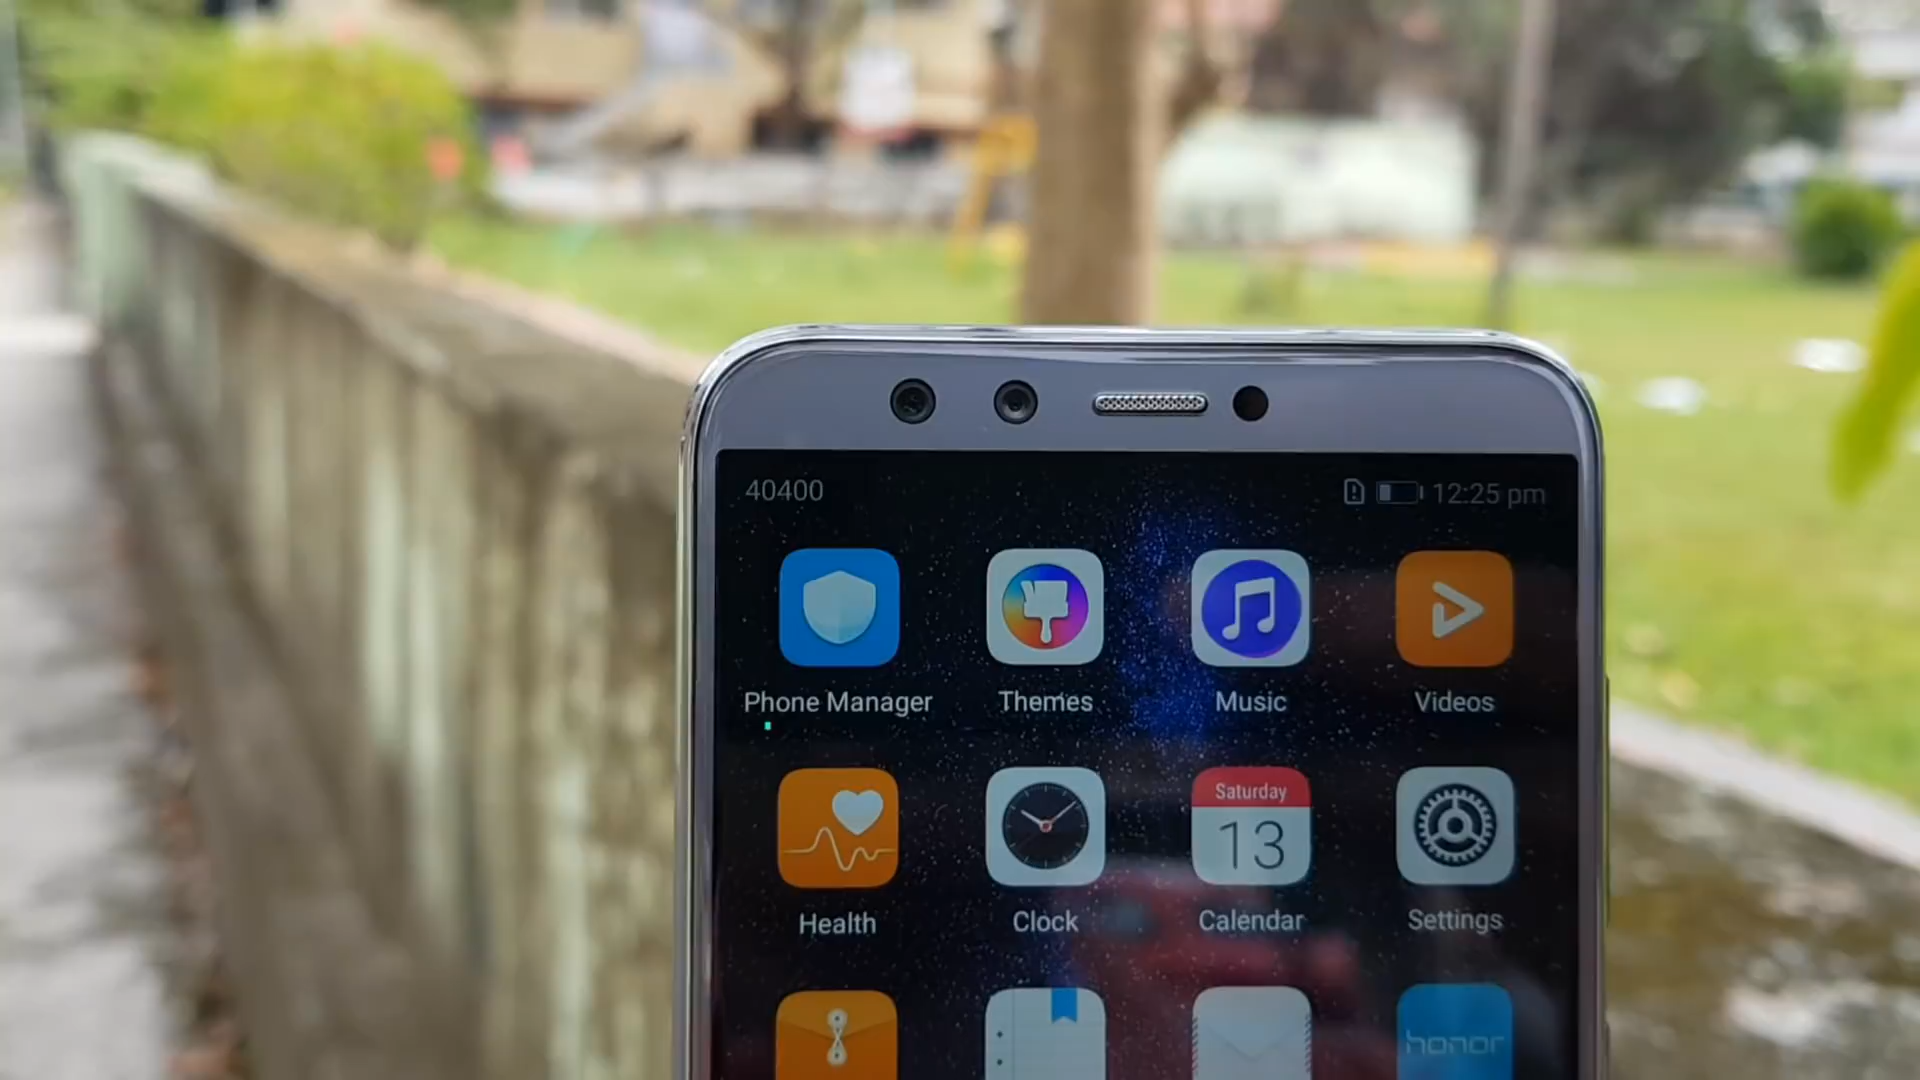 40400
12:25 pm
Phone Manager
Themes
Music
Videos
Saturday
13
Health
Clock
Calendar
Settings
honor